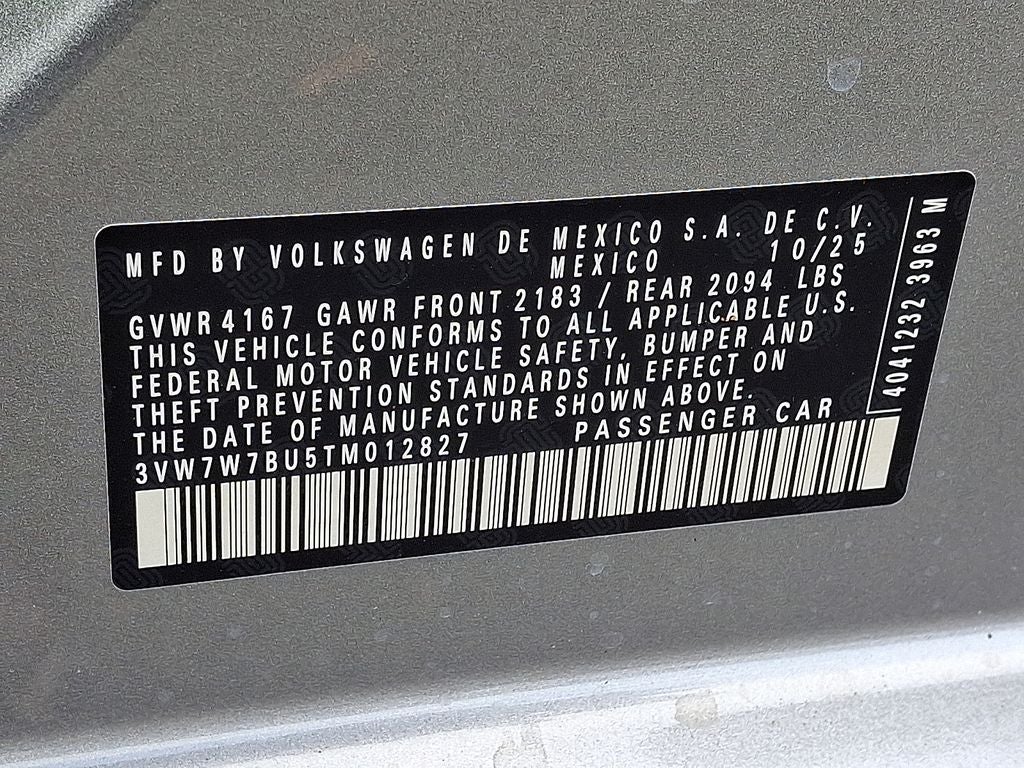 MFD BY VOLKSWAGEN DE MEXICO S.A. DE C.V.
MEXICO 10/25
GVWR 4167 GAWR FRONT 2183 / REAR 2094 LBS
THIS VEHICLE CONFORMS TO ALL APPLICABLE U.S.
FEDERAL MOTOR VEHICLE SAFETY, BUMPER AND
THEFT PREVENTION STANDARDS IN EFFECT ON
THE DATE OF MANUFACTURE SHOWN ABOVE.
3VW7W7BU5TM012827 PASSENGER CAR
4041232 3963 M